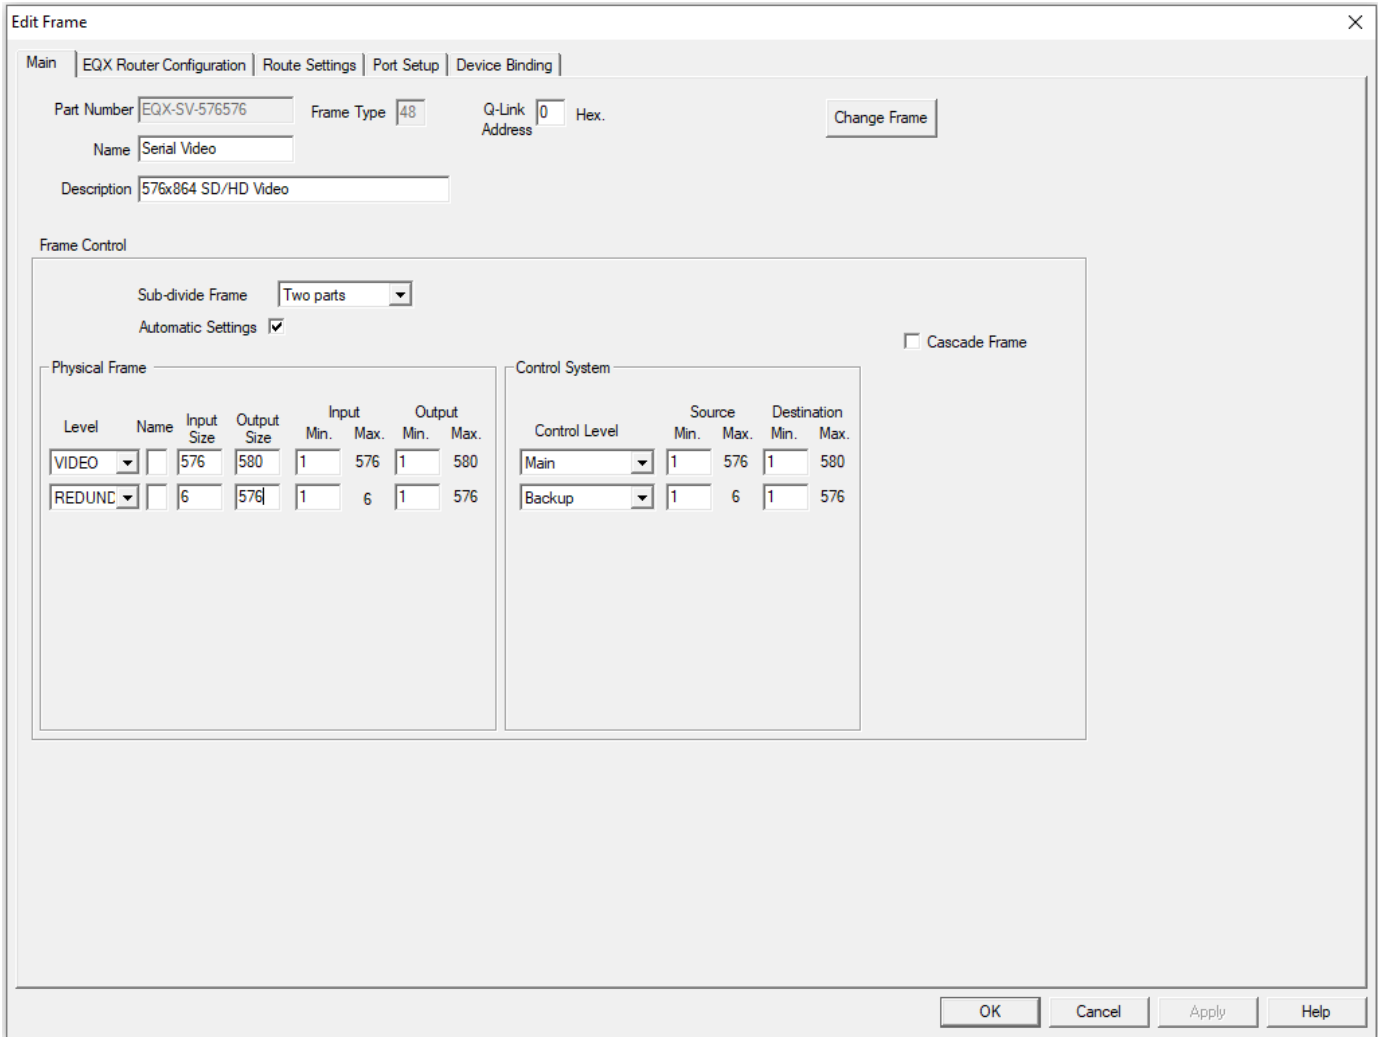 Edit Frame
Main EQX Router Configuration Route Settings Port Setup Device Binding
Part Number EQX-SV-576576 Frame Type 48 Q-Link Address 0 Hex. Change Frame
Name Serial Video
Description 576x864 SD/HD Video
Frame Control
Sub-divide Frame Two parts
Automatic Settings
Cascade Frame
Physical Frame
Level Name Input Size Output Size Input Min. Max. Output Min. Max.
VIDEO 576 580 1 576 1 580
REDUND 6 576 1 6 1 576
Control System
Control Level Source Min. Max. Destination Min. Max.
Main 1 576 1 580
Backup 1 6 1 576
OK Cancel Apply Help